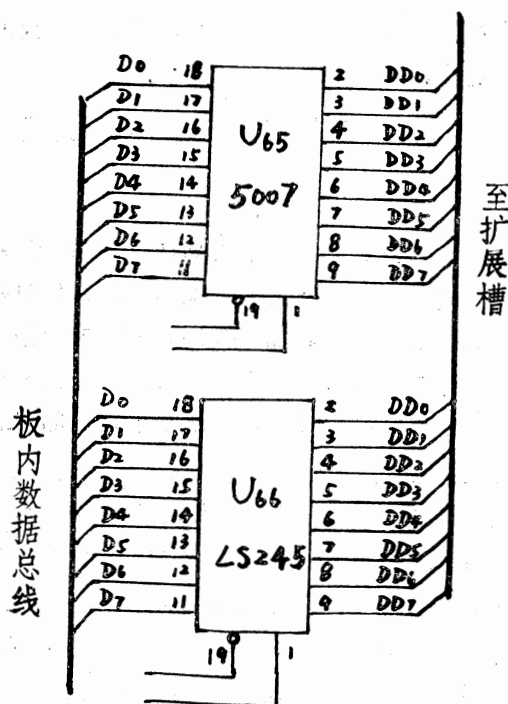 D0 18 2 DD0
D1 17 3 DD1
D2 16 4 DD2
D3 15 U65 5 DD3
D4 14 5007 6 DD4
D5 13 7 DD5
D6 12 8 DD6
D7 11 9 DD7
19 1
至扩展槽
板内数据总线
D0 18 2 DD0
D1 17 3 DD1
D2 16 4 DD2
D3 15 U66 5 DD3
D4 14 6 DD4
D5 13 LS245 7 DD5
D6 12 8 DD6
D7 11 9 DD7
19 1